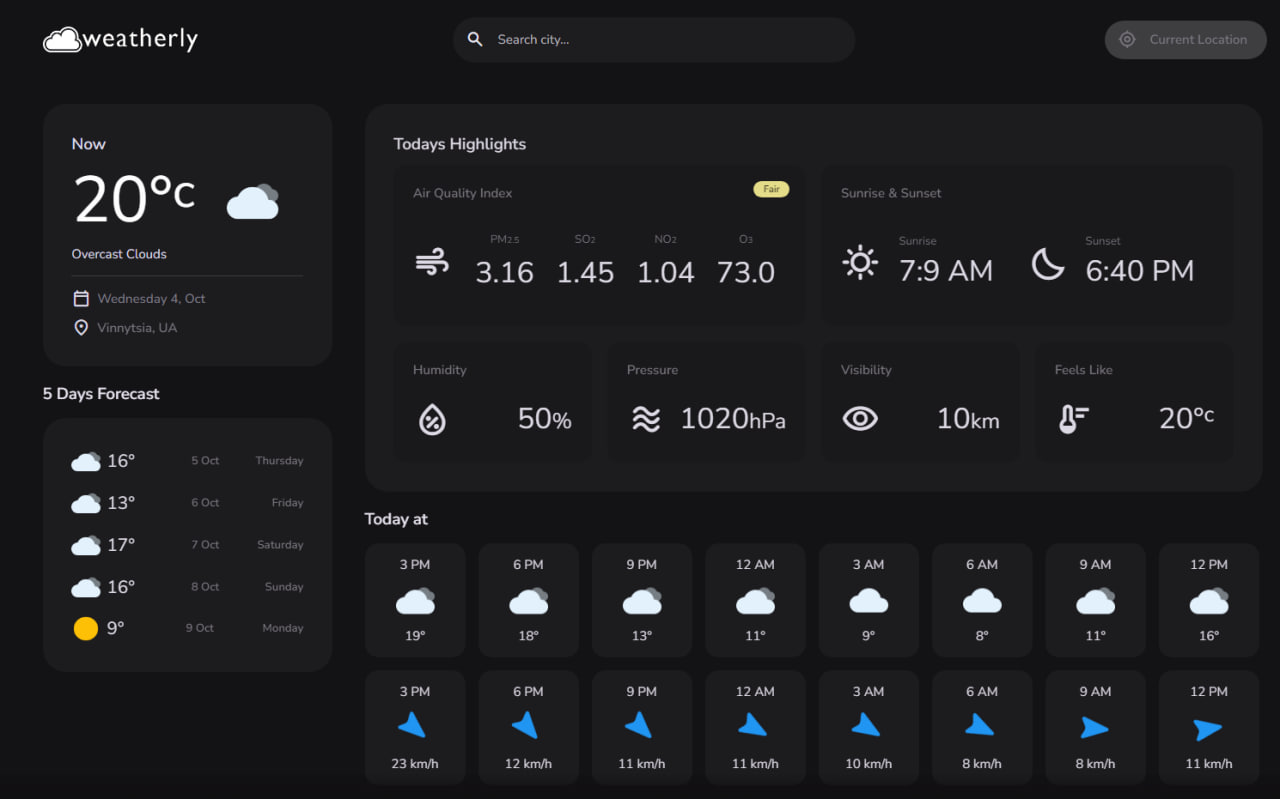 weatherly
Search city...
Current Location
Now
20°c
Overcast Clouds
Wednesday 4, Oct
Vinnytsia, UA
5 Days Forecast
16° 5 Oct Thursday
13° 6 Oct Friday
17° 7 Oct Saturday
16° 8 Oct Sunday
9° 9 Oct Monday
Todays Highlights
Air Quality Index Fair
PM2.5 SO2 NO2 O3
3.16 1.45 1.04 73.0
Sunrise & Sunset
Sunrise Sunset
7:9 AM 6:40 PM
Humidity
50%
Pressure
1020hPa
Visibility
10km
Feels Like
20°c
Today at
3 PM 6 PM 9 PM 12 AM 3 AM 6 AM 9 AM 12 PM
19° 18° 13° 11° 9° 8° 11° 16°
3 PM 6 PM 9 PM 12 AM 3 AM 6 AM 9 AM 12 PM
23 km/h 12 km/h 11 km/h 11 km/h 10 km/h 8 km/h 8 km/h 11 km/h